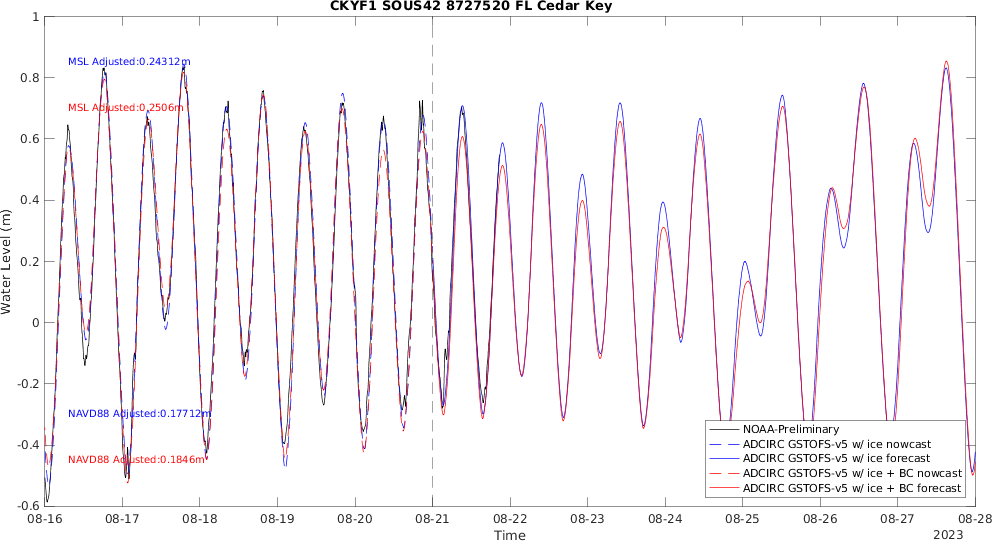 CKYF1 SOUS42 8727520 FL Cedar Key
1
0.8
0.6
0.4
0.2
0
-0.2
-0.4
-0.6
Water Level (m)
MSL Adjusted:0.24312m
MSL Adjusted:0.2506m
NAVD88 Adjusted:0.17712m
NAVD88 Adjusted:0.1846m
NOAA-Preliminary
ADCIRC GSTOFS-v5 w/ ice nowcast
ADCIRC GSTOFS-v5 w/ ice forecast
ADCIRC GSTOFS-v5 w/ ice + BC nowcast
ADCIRC GSTOFS-v5 w/ ice + BC forecast
08-16 08-17 08-18 08-19 08-20 08-21 08-22 08-23 08-24 08-25 08-26 08-27 08-28
Time
2023